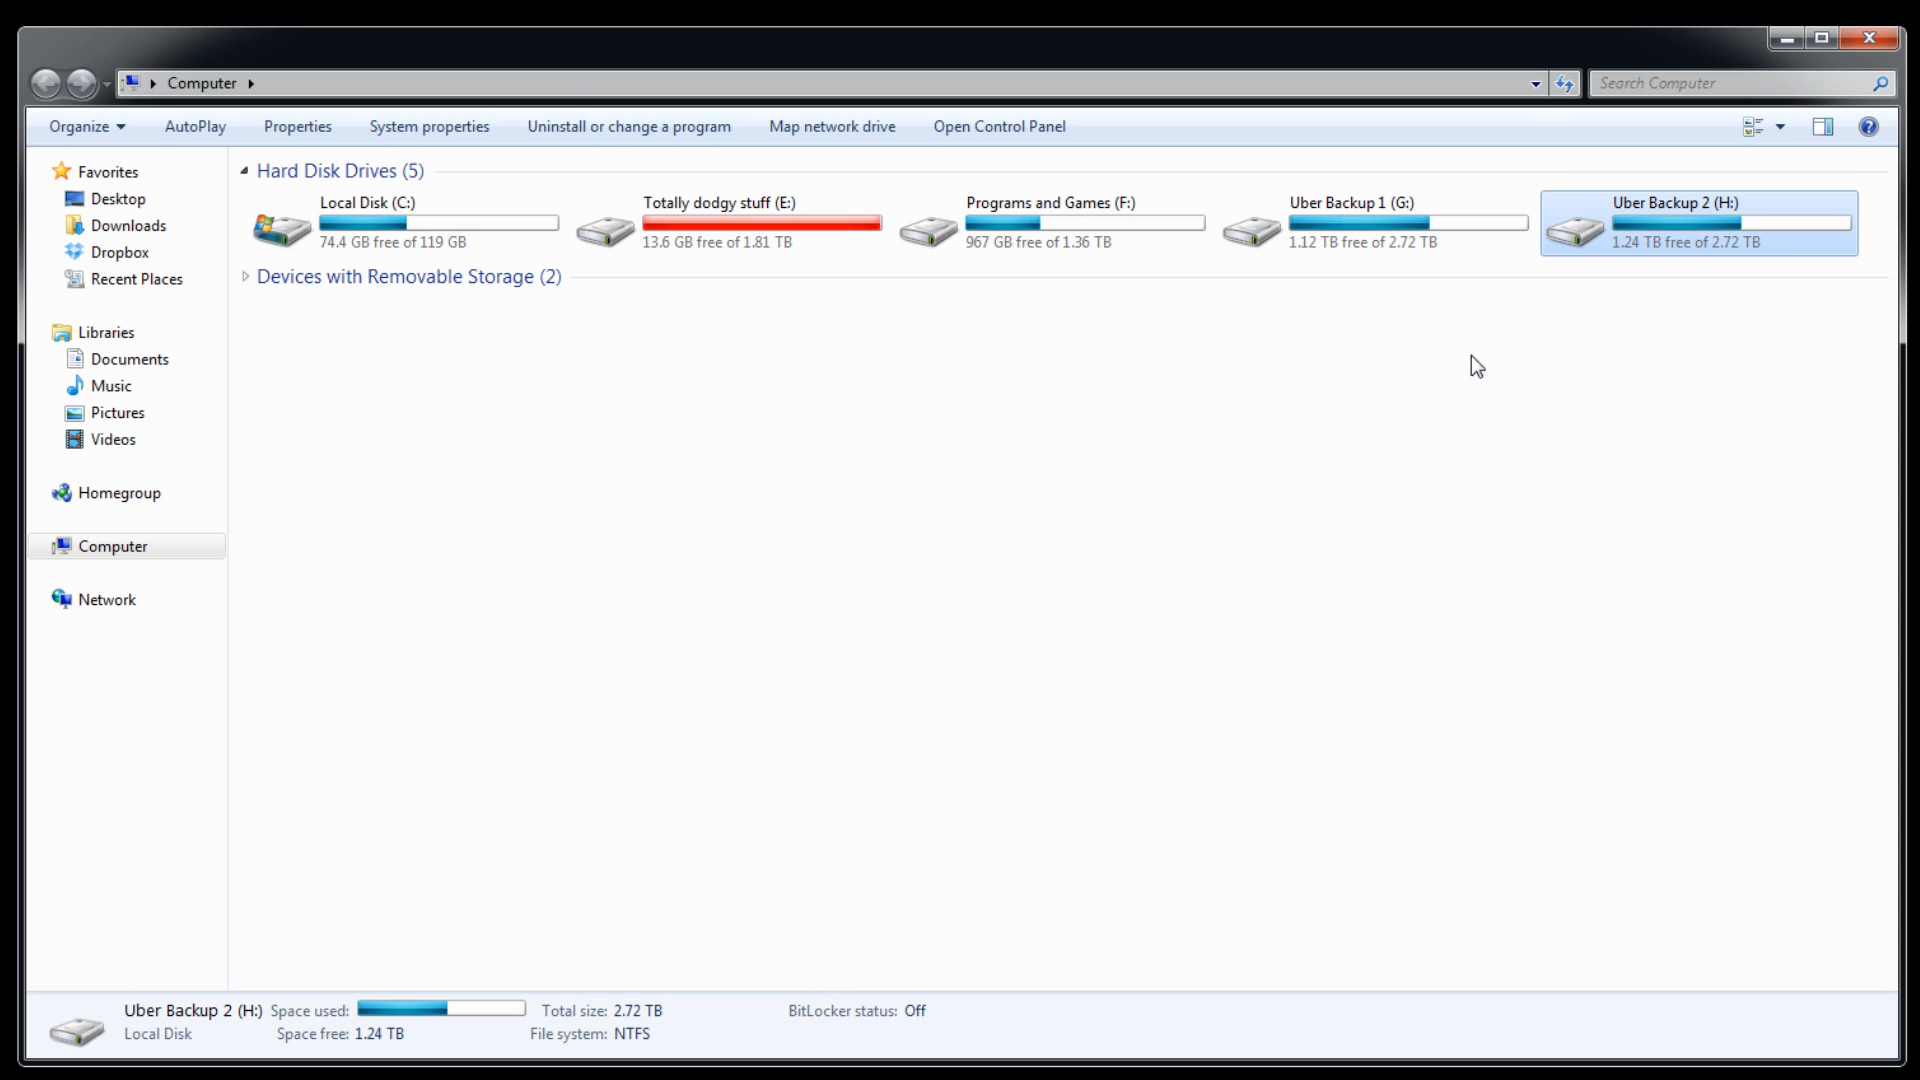 Computer
Search Computer
Organize AutoPlay Properties System properties Uninstall or change a program Map network drive Open Control Panel
Favorites
Desktop
Downloads
Dropbox
Recent Places
Libraries
Documents
Music
Pictures
Videos
Homegroup
Computer
Network
Hard Disk Drives (5)
Local Disk (C:)
74.4 GB free of 119 GB
Totally dodgy stuff (E:)
13.6 GB free of 1.81 TB
Programs and Games (F:)
967 GB free of 1.36 TB
Uber Backup 1 (G:)
1.12 TB free of 2.72 TB
Uber Backup 2 (H:)
1.24 TB free of 2.72 TB
Devices with Removable Storage (2)
Uber Backup 2 (H:) Space used: Total size: 2.72 TB BitLocker status: Off
Local Disk Space free: 1.24 TB File system: NTFS